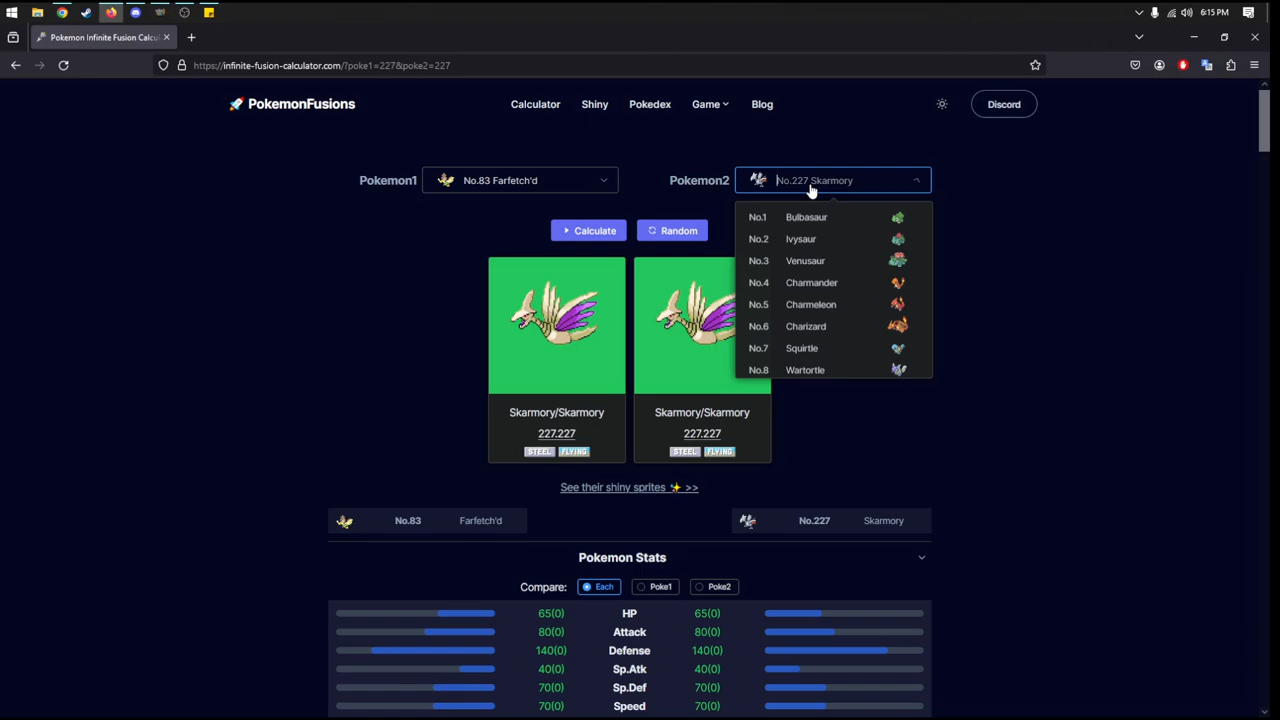 6:15 PM
Pokemon Infinite Fusion Calcul
https://infinite-fusion-calculator.com/?poke1=227&poke2=227
PokemonFusions
Calculator Shiny Pokedex Game Blog
Discord
Pokemon1 No.83 Farfetch'd
Pokemon2 No.227 Skarmory
Calculate Random
No.1 Bulbasaur
No.2 Ivysaur
No.3 Venusaur
No.4 Charmander
No.5 Charmeleon
No.6 Charizard
No.7 Squirtle
No.8 Wartortle
Skarmory/Skarmory
227.227
STEEL FLYING
Skarmory/Skarmory
227.227
STEEL FLYING
See their shiny sprites ✨ >>
No.83 Farfetch'd
No.227 Skarmory
Pokemon Stats
Compare: Each Poke1 Poke2
65(0) HP 65(0)
80(0) Attack 80(0)
140(0) Defense 140(0)
40(0) Sp.Atk 40(0)
70(0) Sp.Def 70(0)
70(0) Speed 70(0)